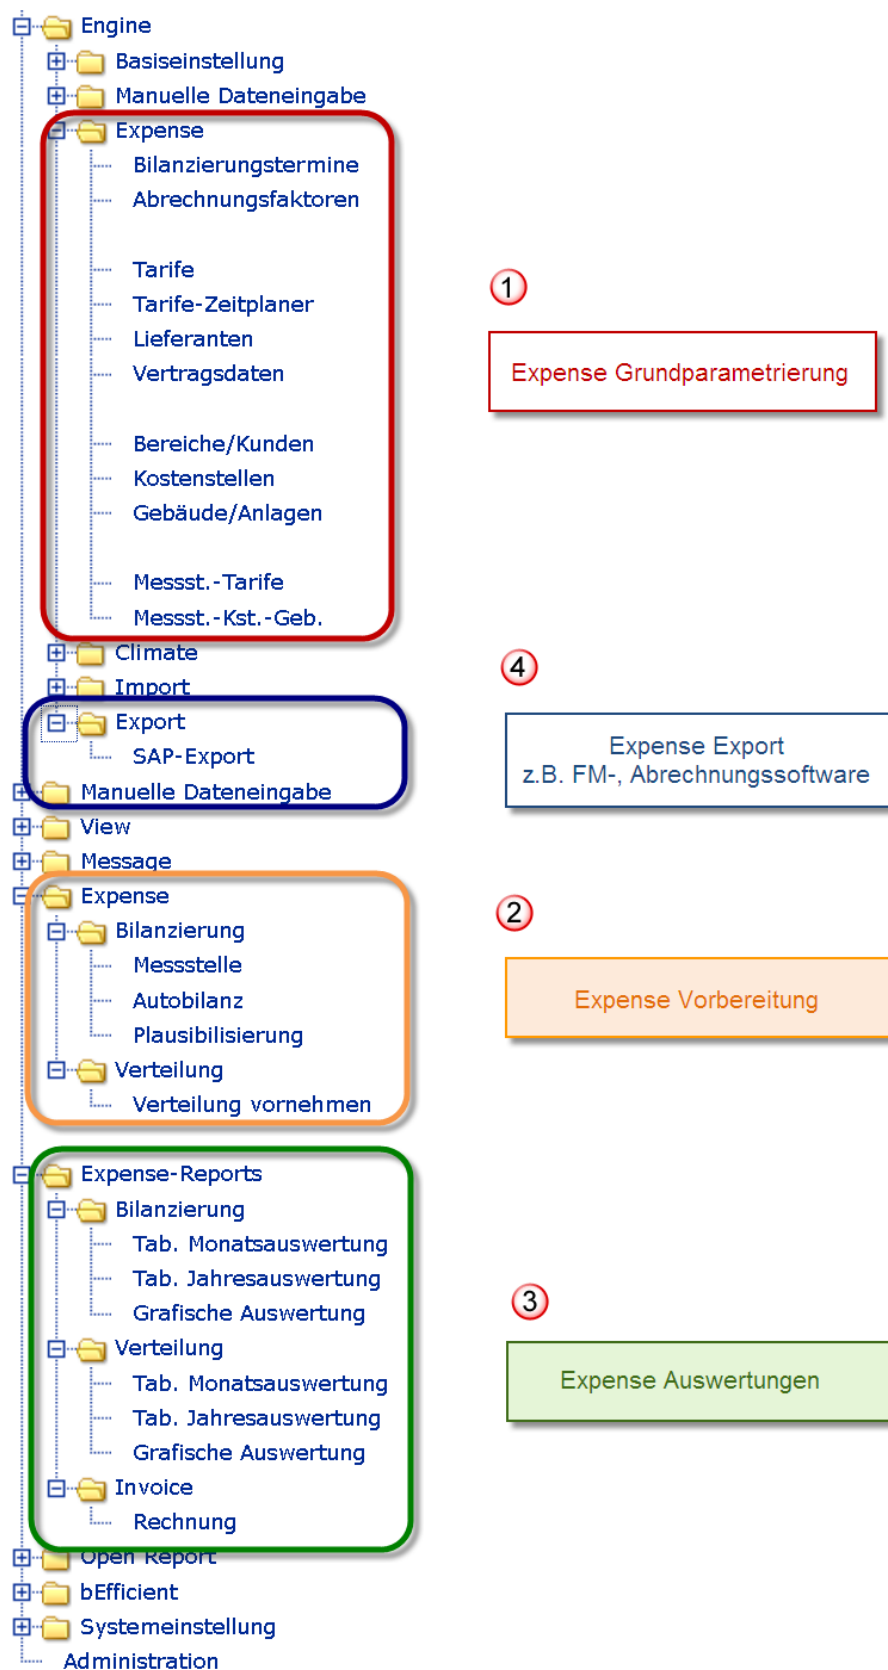 Engine
Basiseinstellung
Manuelle Dateneingabe
Expense
Bilanzierungstermine
Abrechnungsfaktoren
Tarife
Tarife-Zeitplaner
Lieferanten
Vertragsdaten
Bereiche/Kunden
Kostenstellen
Gebäude/Anlagen
Messst.-Tarife
Messst.-Kst.-Geb.
1
Expense Grundparametrierung
Climate
Import
Export
SAP-Export
4
Expense Export
z.B. FM-, Abrechnungssoftware
Manuelle Dateneingabe
View
Message
Expense
Bilanzierung
Messstelle
Autobilanz
Plausibilisierung
Verteilung
Verteilung vornehmen
2
Expense Vorbereitung
Expense-Reports
Bilanzierung
Tab. Monatsauswertung
Tab. Jahresauswertung
Grafische Auswertung
Verteilung
Tab. Monatsauswertung
Tab. Jahresauswertung
Grafische Auswertung
Invoice
Rechnung
3
Expense Auswertungen
Open Report
bEfficient
Systemeinstellung
Administration